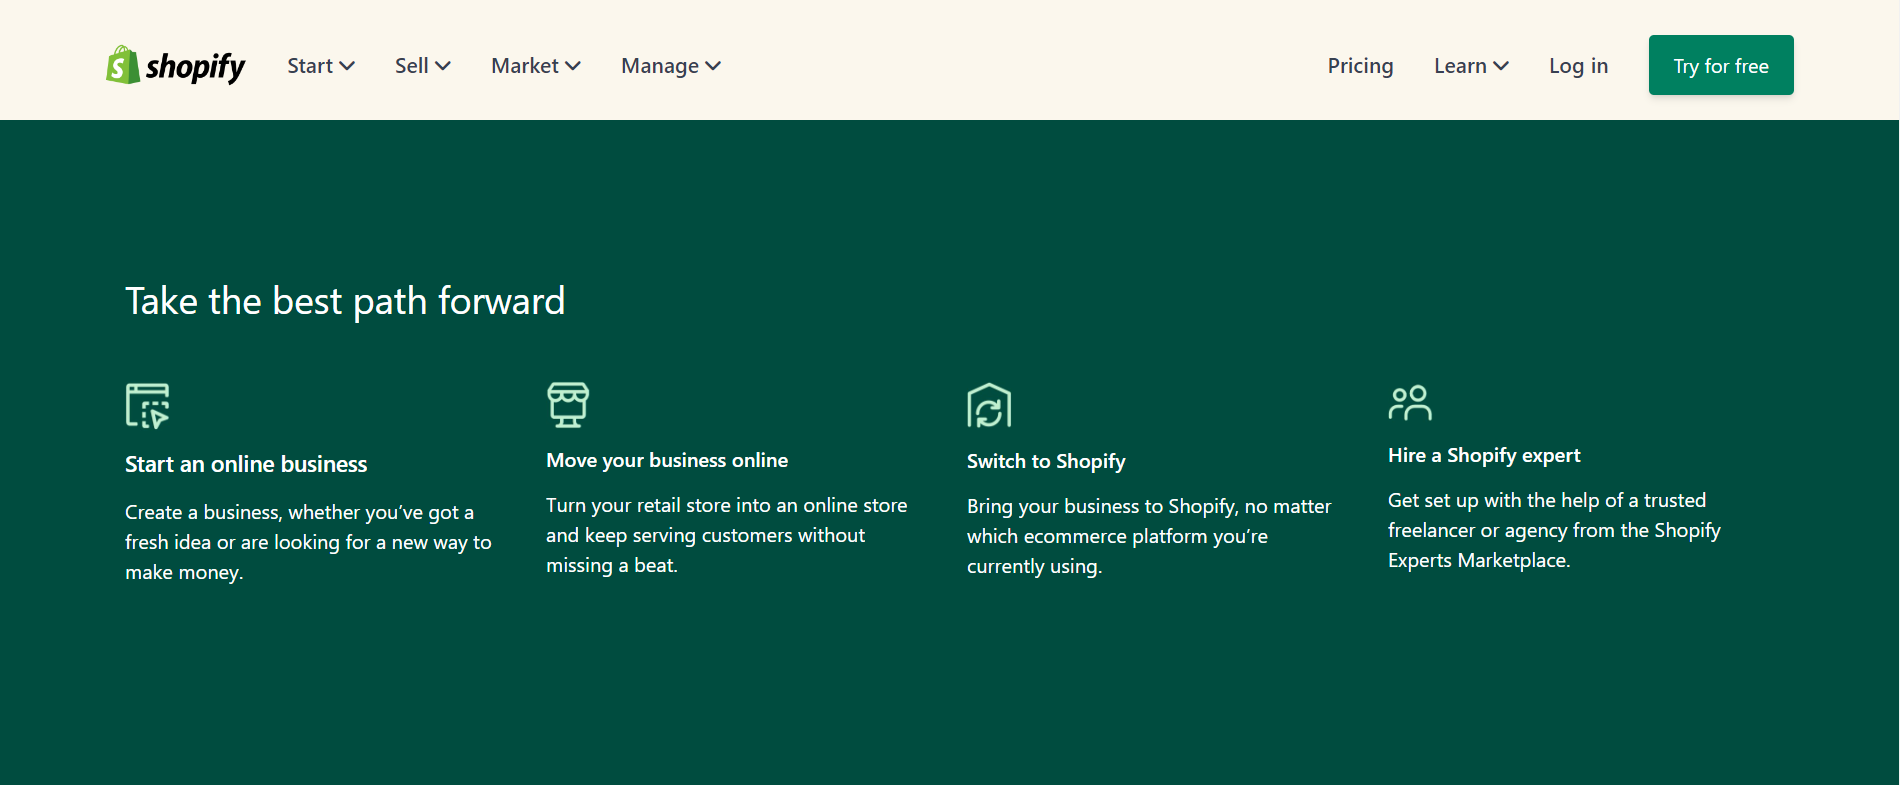 shopify
Start
Sell
Market
Manage
Pricing
Learn
Log in
Try for free
Take the best path forward
Start an online business
Create a business, whether you’ve got a
fresh idea or are looking for a new way to
make money.
Move your business online
Turn your retail store into an online store
and keep serving customers without
missing a beat.
Switch to Shopify
Bring your business to Shopify, no matter
which ecommerce platform you’re
currently using.
Hire a Shopify expert
Get set up with the help of a trusted
freelancer or agency from the Shopify
Experts Marketplace.